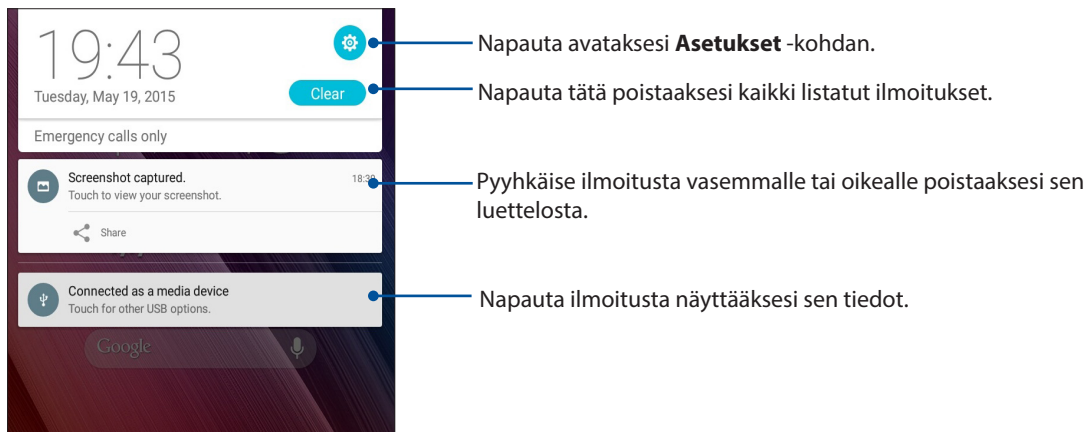 19:43
Napauta avataksesi Asetukset -kohdan.
Tuesday, May 19, 2015
Clear
Napauta tätä poistaaksesi kaikki listatut ilmoitukset.
Emergency calls only
Screenshot captured.
Touch to view your screenshot.
Share
Pyyhkäise ilmoitusta vasemmalle tai oikealle poistaaksesi sen
luettelosta.
Connected as a media device
Touch for other USB options.
Napauta ilmoitusta näyttääksesi sen tiedot.
Google